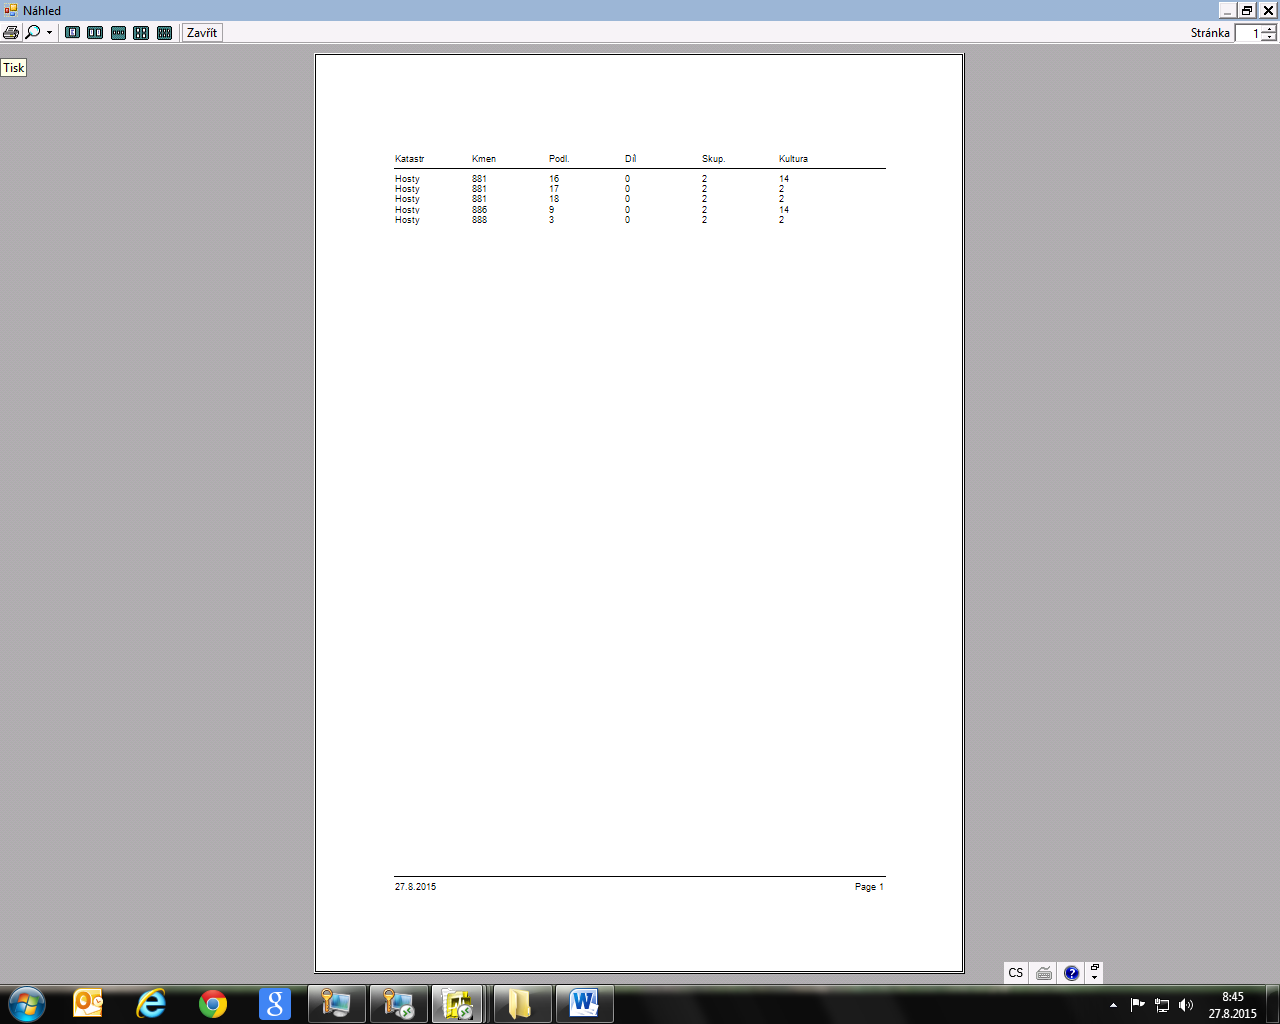 Náhled
Zavřít
Stránka 1
Tisk
Katastr Kmen Podl. Díl Skup. Kultura
Hosty 881 16 0 2 14
Hosty 881 17 0 2 2
Hosty 881 18 0 2 2
Hosty 886 9 0 2 14
Hosty 888 3 0 2 2
27.8.2015 Page 1
CS
8:45
27.8.2015